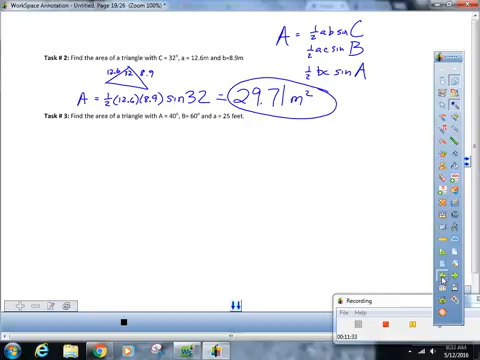 WorkSpace Annotation, Page 19/26 (Zoom 100%)
A = ½ ab sin C
½ ac sin B
½ bc sin A
Task # 2: Find the area of a triangle with C = 32°, a = 12.6m and b=8.9m
12.6 32 8.9
A = ½ (12.6)(8.9) sin 32 = 29.71 m²
Task # 3: Find the area of a triangle with A = 40°, B= 60° and a = 25 feet.
Recording
File Help
00:11:33
8:33 AM
5/12/2016